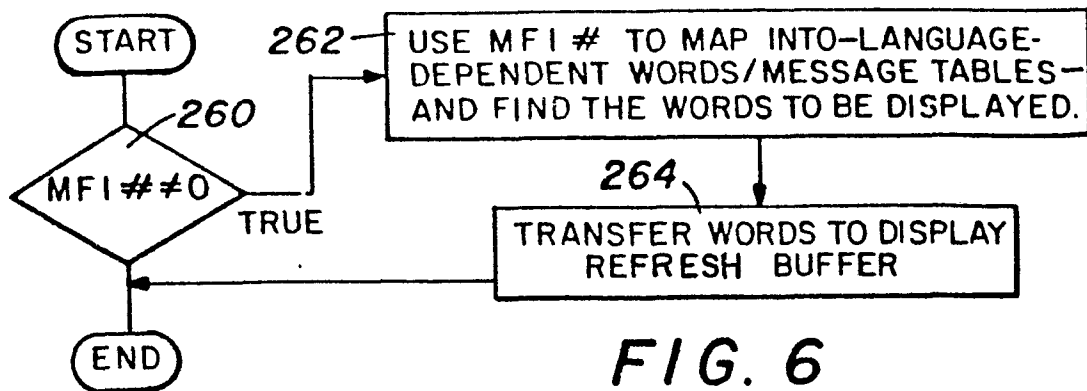 START
262
USE MFI # TO MAP INTO-LANGUAGE-
DEPENDENT WORDS/MESSAGE TABLES-
AND FIND THE WORDS TO BE DISPLAYED.
260
MFI#≠0
TRUE
264
TRANSFER WORDS TO DISPLAY
REFRESH BUFFER
END
FIG. 6